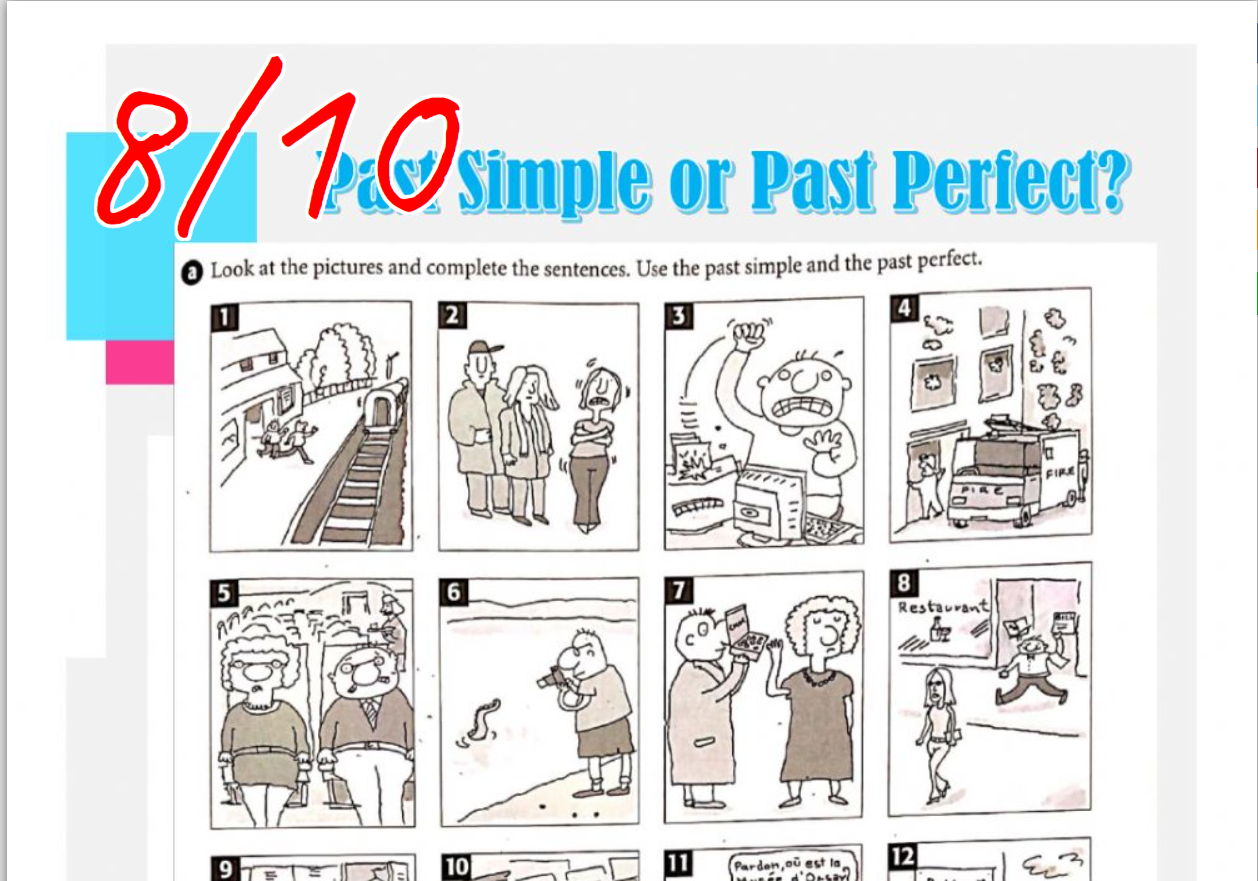 8/10
Past Simple or Past Perfect?
a Look at the pictures and complete the sentences. Use the past simple and the past perfect.
1
2
3
4
FIRE
FIRE
5
6
7
8
Restaurant
BILL
9
10
11
12
Pardon, où est la
Musée d'Orsay